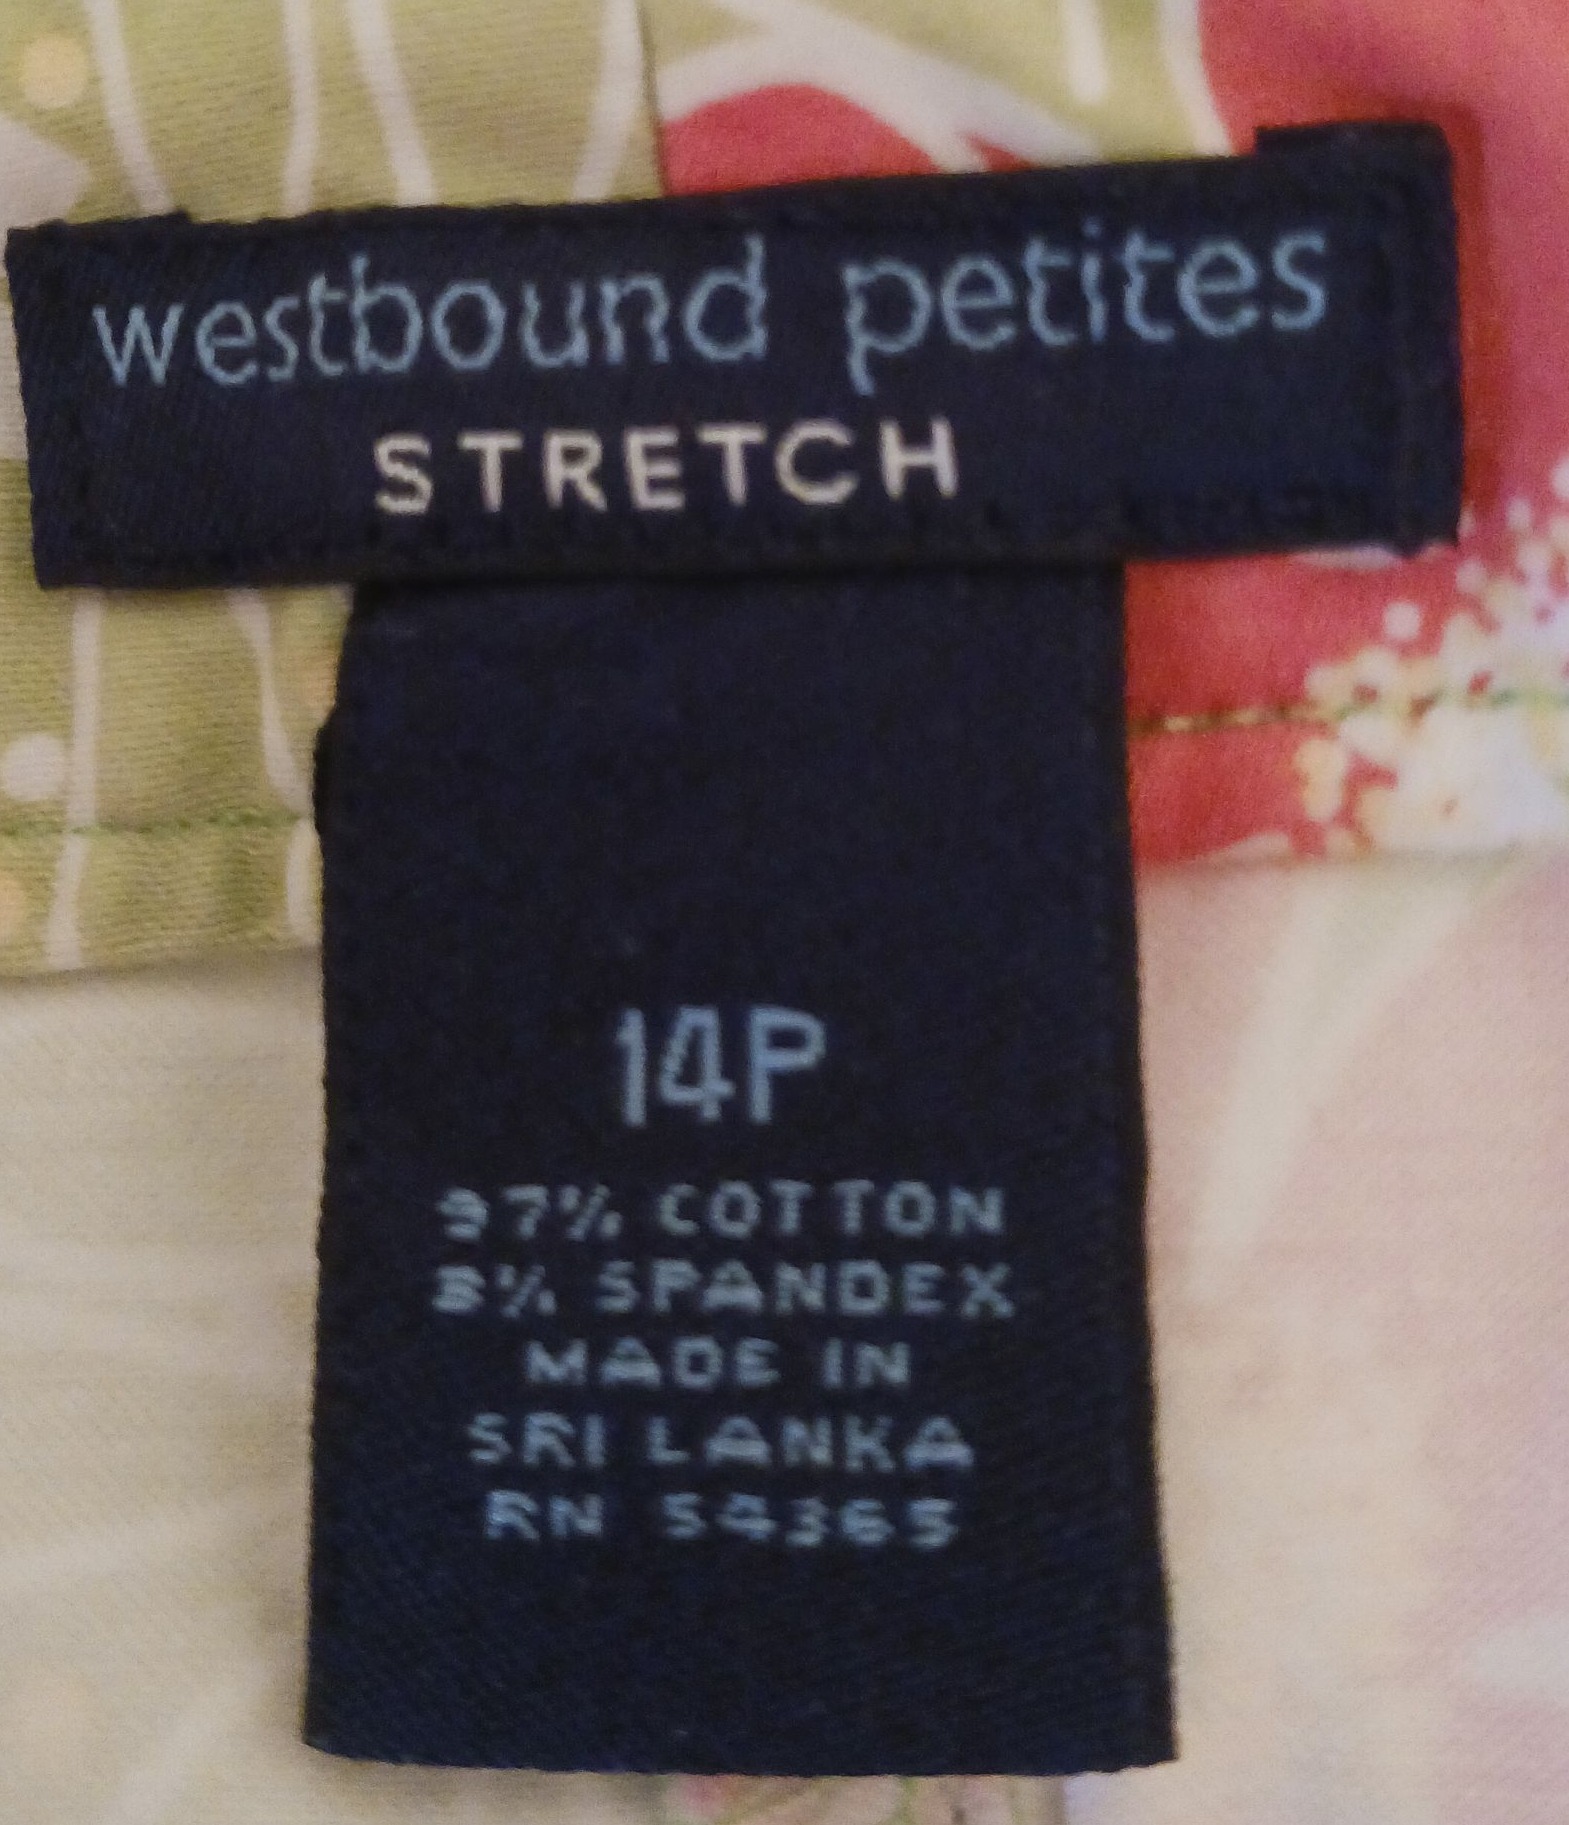 westbound petites
STRETCH
14P
97% COTTON
3% SPANDEX
MADE IN
SRI LANKA
RN 54365